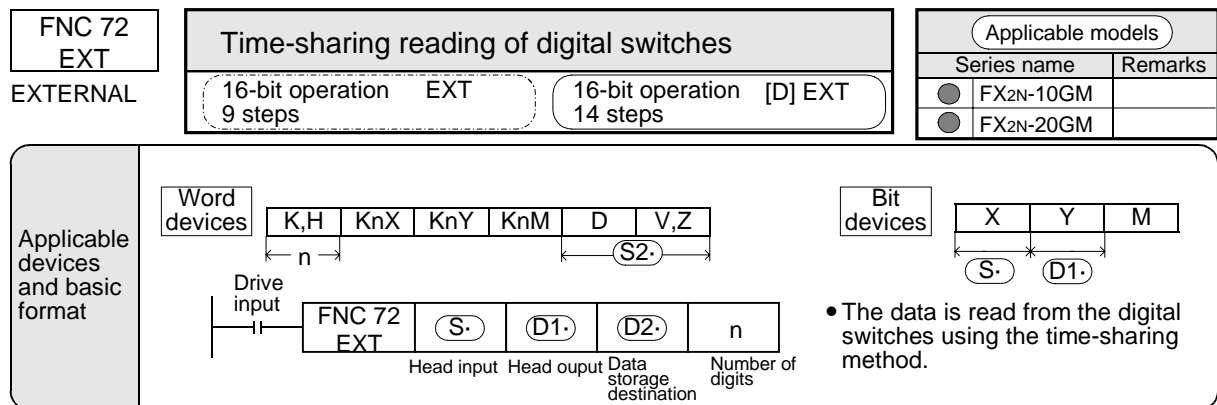 FNC 72
EXT
EXTERNAL
Time-sharing reading of digital switches
16-bit operation EXT
9 steps
16-bit operation [D] EXT
14 steps
Applicable models
Series name Remarks
FX2N-10GM
FX2N-20GM
Applicable
devices
and basic
format
Word
devices
K,H KnX KnY KnM D V,Z
n
S2·
Bit
devices
X Y M
S· D1·
Drive
input
FNC 72
EXT
S· D1· D2· n
Head input Head ouput Data
storage
destination
Number of
digits
• The data is read from the digital
switches using the time-sharing
method.